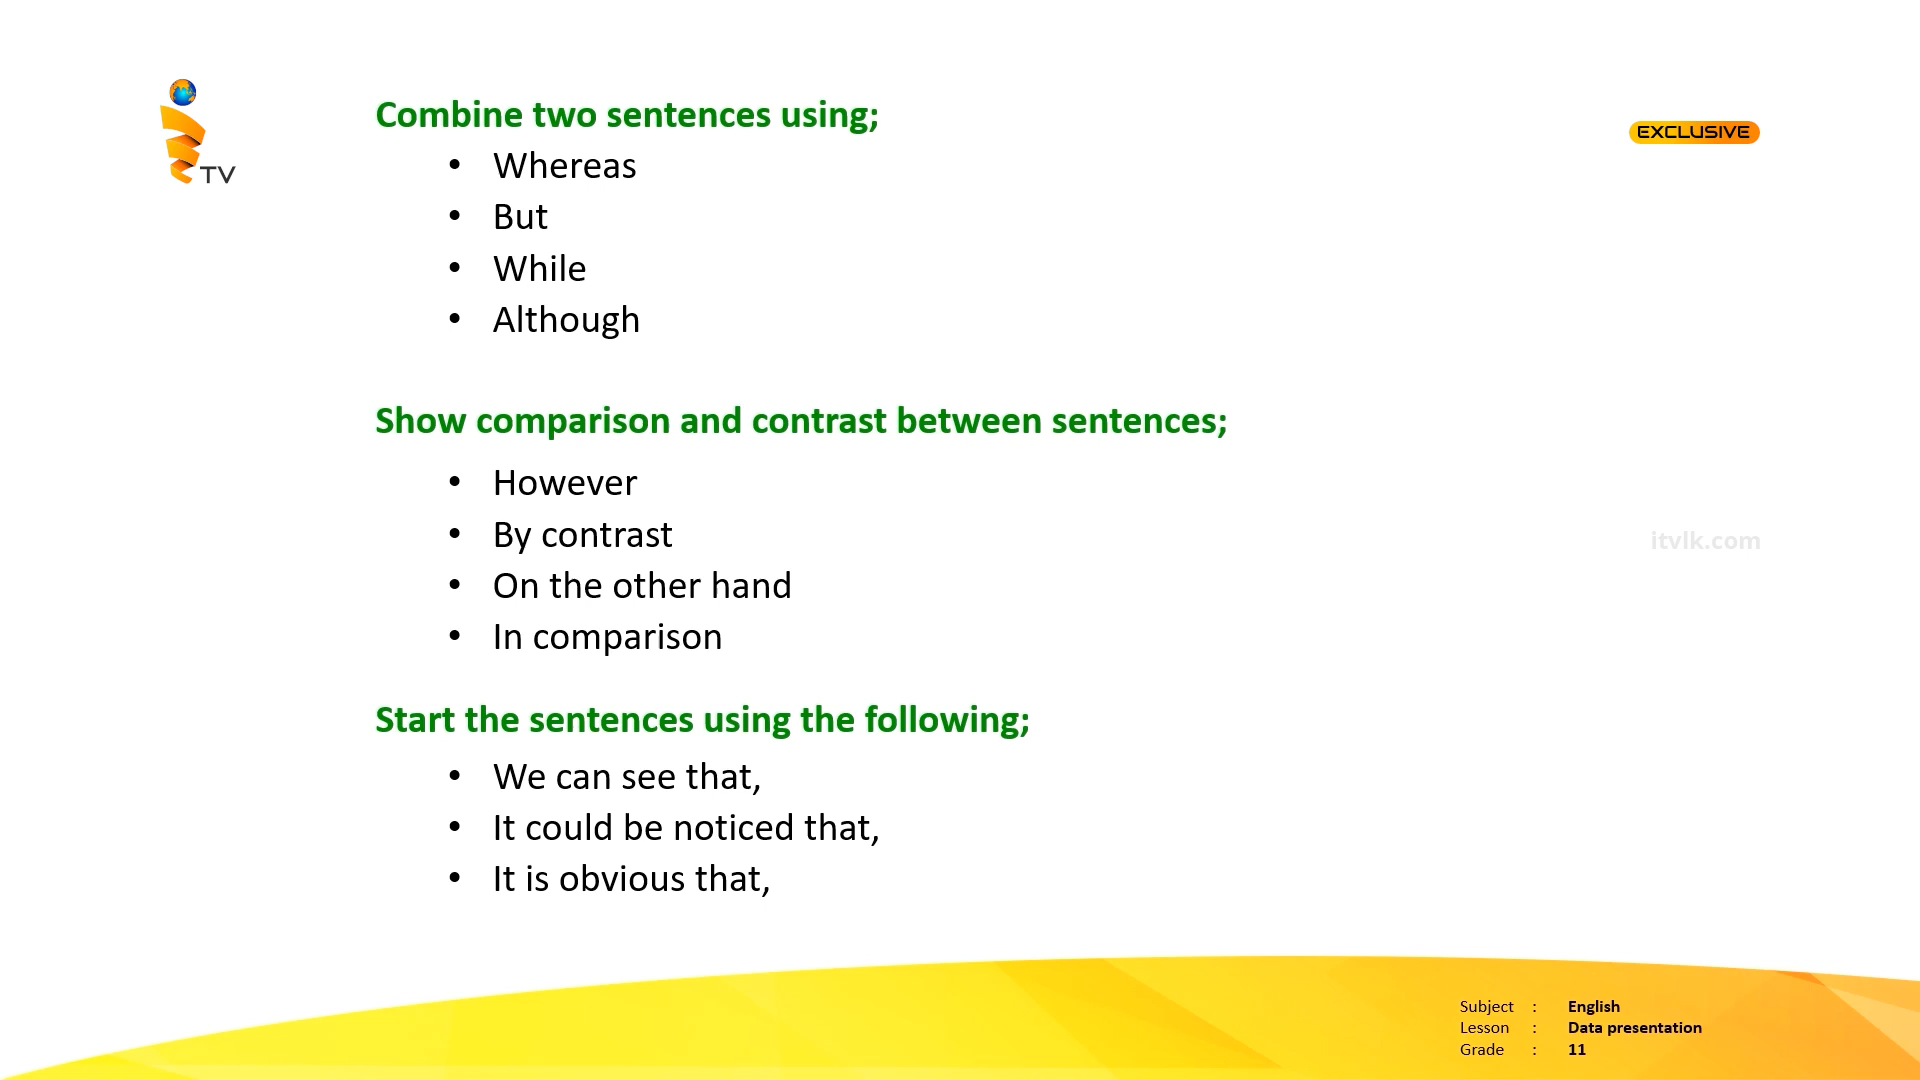 TV
EXCLUSIVE
Combine two sentences using;
• Whereas
• But
• While
• Although
Show comparison and contrast between sentences;
• However
• By contrast
• On the other hand
• In comparison
itvlk.com
Start the sentences using the following;
• We can see that,
• It could be noticed that,
• It is obvious that,
Subject : English
Lesson : Data presentation
Grade : 11